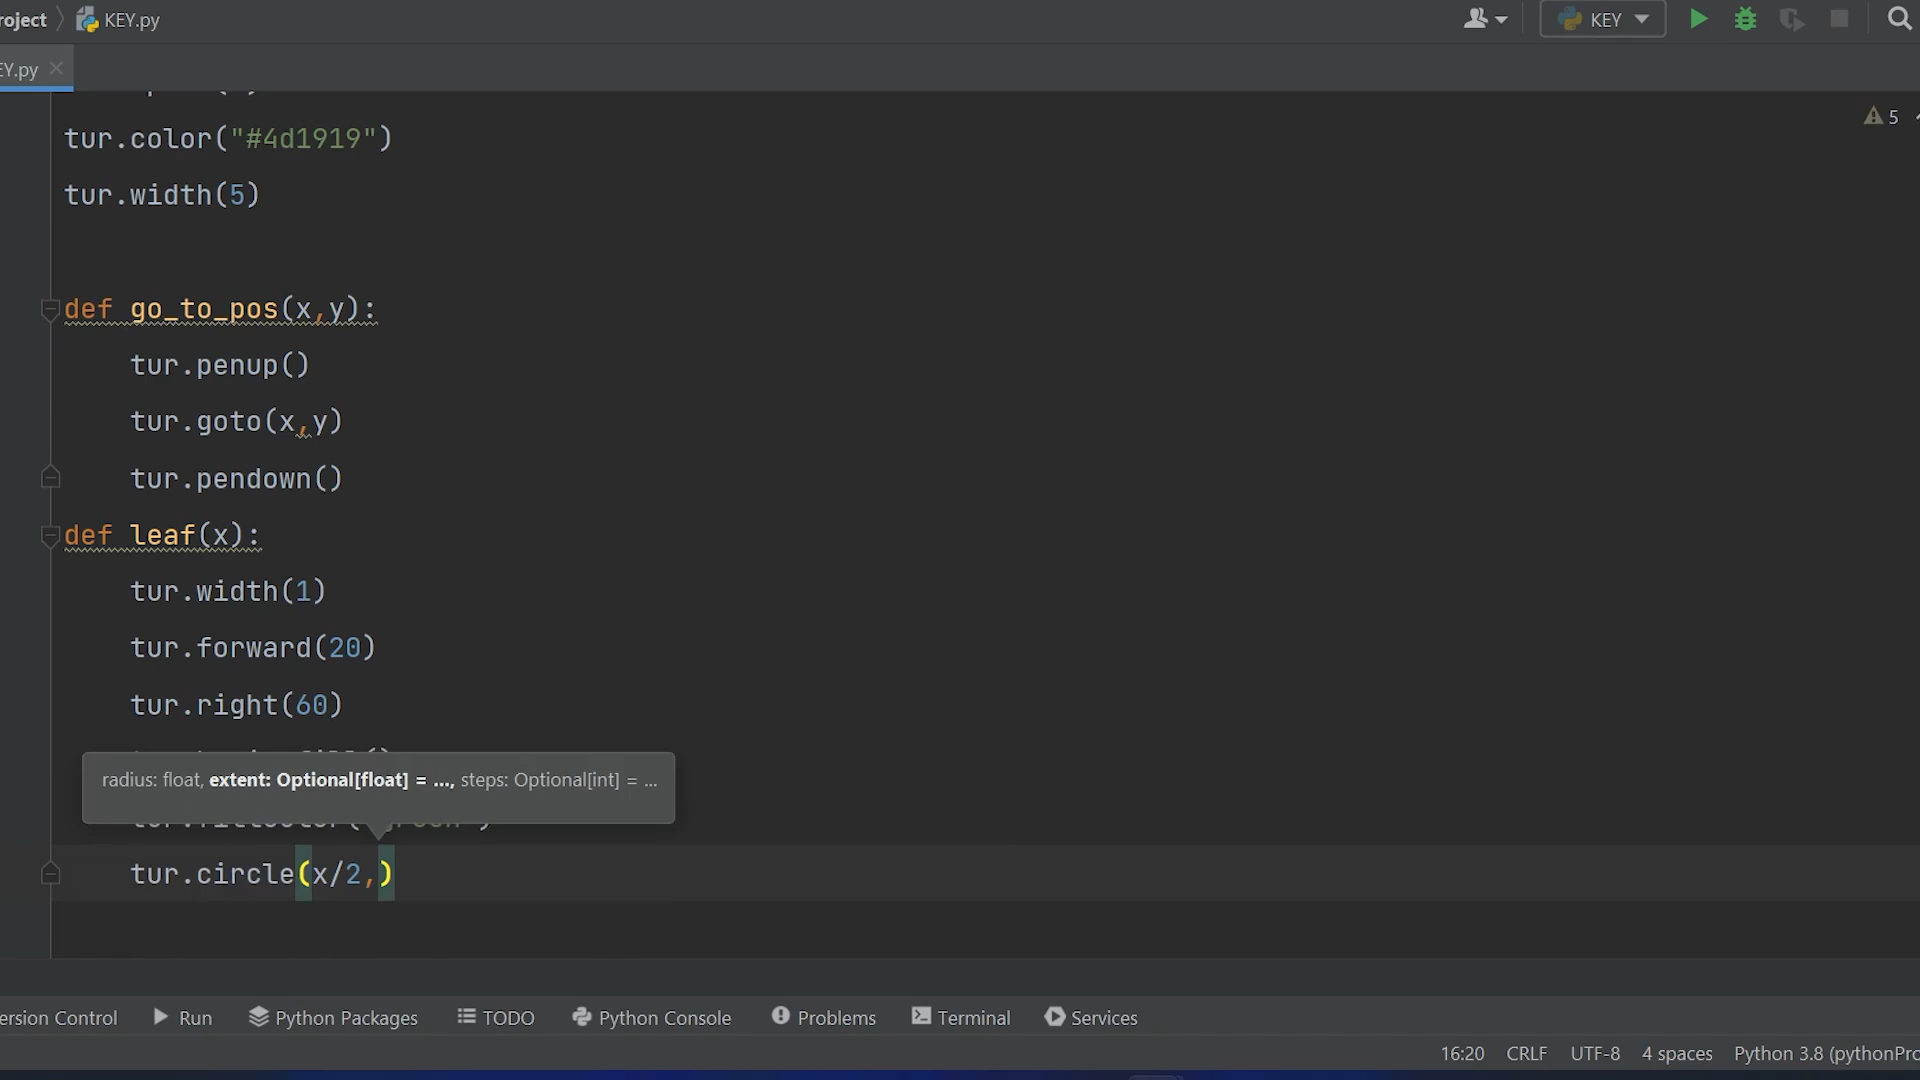 roject KEY.py KEY
EY.py
5
tur.color("#4d1919")
tur.width(5)
def go_to_pos(x,y):
tur.penup()
tur.goto(x,y)
tur.pendown()
def leaf(x):
tur.width(1)
tur.forward(20)
tur.right(60)
radius: float, extent: Optional[float] = ..., steps: Optional[int] = ...
tur.circle(x/2,)
ersion Control Run Python Packages TODO Python Console Problems Terminal Services
16:20 CRLF UTF-8 4 spaces Python 3.8 (pythonPro